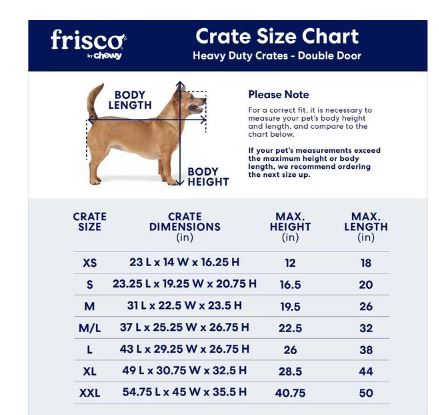 frisco
by chewy
Crate Size Chart
Heavy Duty Crates - Double Door
BODY
LENGTH
BODY
HEIGHT
Please Note
For a correct fit, it is necessary to
measure your pet's body height
and length, and compare to the
chart below.
If your pet's measurements exceed
the maximum height or body
length, we recommend ordering
the next size up.
CRATE SIZE CRATE DIMENSIONS (in) MAX. HEIGHT (in) MAX. LENGTH (in)
XS 23 L x 14 W x 16.25 H 12 18
S 23.25 L x 19.25 W x 20.75 H 16.5 20
M 31 L x 22.5 W x 23.5 H 19.5 26
M/L 37 L x 25.25 W x 26.75 H 22.5 32
L 43 L x 29.25 W x 26.75 H 26 38
XL 49 L x 30.75 W x 32.5 H 28.5 44
XXL 54.75 L x 45 W x 35.5 H 40.75 50